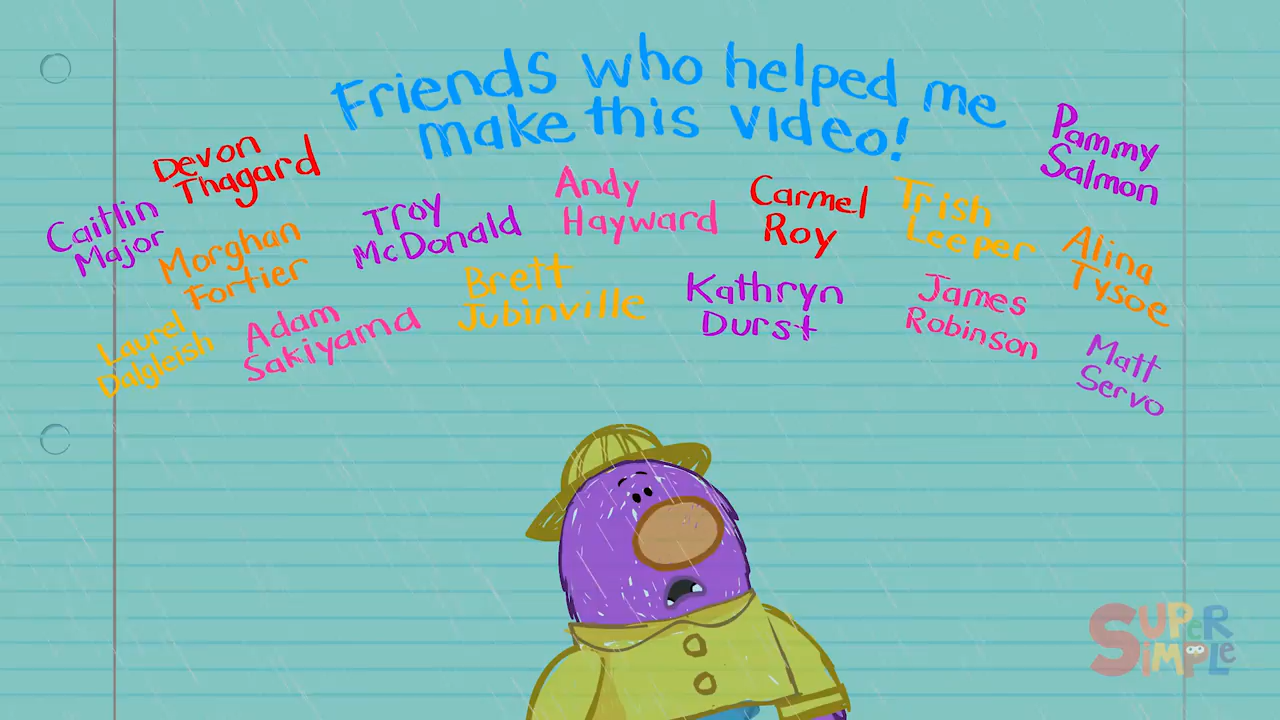 Friends who helped me
make this video!
Devon
Thagard
Pammy
Salmon
Caitlin
Major
Morghan
Fortier
Troy
McDonald
Andy
Hayward
Carmel
Roy
Trish
Leeper
Alina
Tysoe
Laurel
Dalgleish
Adam
Sakiyama
Brett
Jubinville
Kathryn
Durst
James
Robinson
Matt
Servo
SUPER
SiMPLE